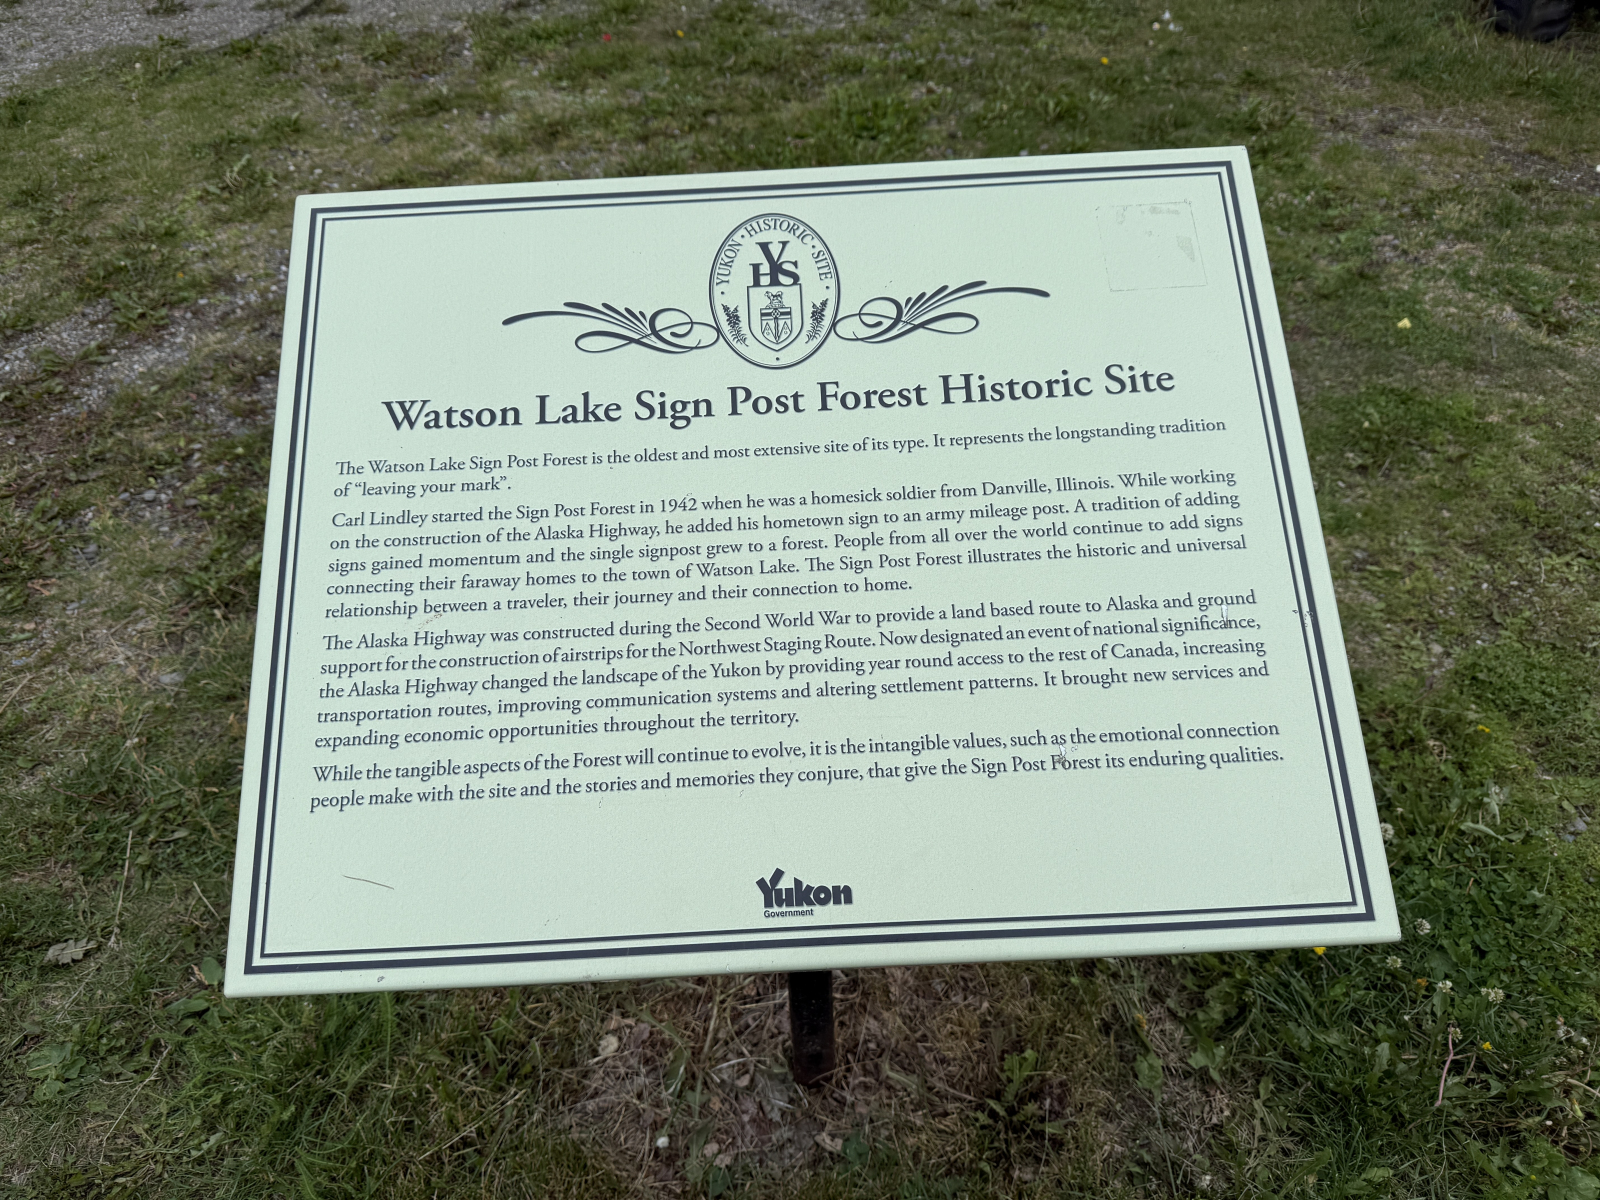 · YUKON · HISTORIC · SITE ·
YHS
Watson Lake Sign Post Forest Historic Site
The Watson Lake Sign Post Forest is the oldest and most extensive site of its type. It represents the longstanding tradition
of “leaving your mark”.
Carl Lindley started the Sign Post Forest in 1942 when he was a homesick soldier from Danville, Illinois. While working
on the construction of the Alaska Highway, he added his hometown sign to an army mileage post. A tradition of adding
signs gained momentum and the single signpost grew to a forest. People from all over the world continue to add signs
connecting their faraway homes to the town of Watson Lake. The Sign Post Forest illustrates the historic and universal
relationship between a traveler, their journey and their connection to home.
The Alaska Highway was constructed during the Second World War to provide a land based route to Alaska and ground
support for the construction of airstrips for the Northwest Staging Route. Now designated an event of national significance,
the Alaska Highway changed the landscape of the Yukon by providing year round access to the rest of Canada, increasing
transportation routes, improving communication systems and altering settlement patterns. It brought new services and
expanding economic opportunities throughout the territory.
While the tangible aspects of the Forest will continue to evolve, it is the intangible values, such as the emotional connection
people make with the site and the stories and memories they conjure, that give the Sign Post Forest its enduring qualities.
Yukon
Government